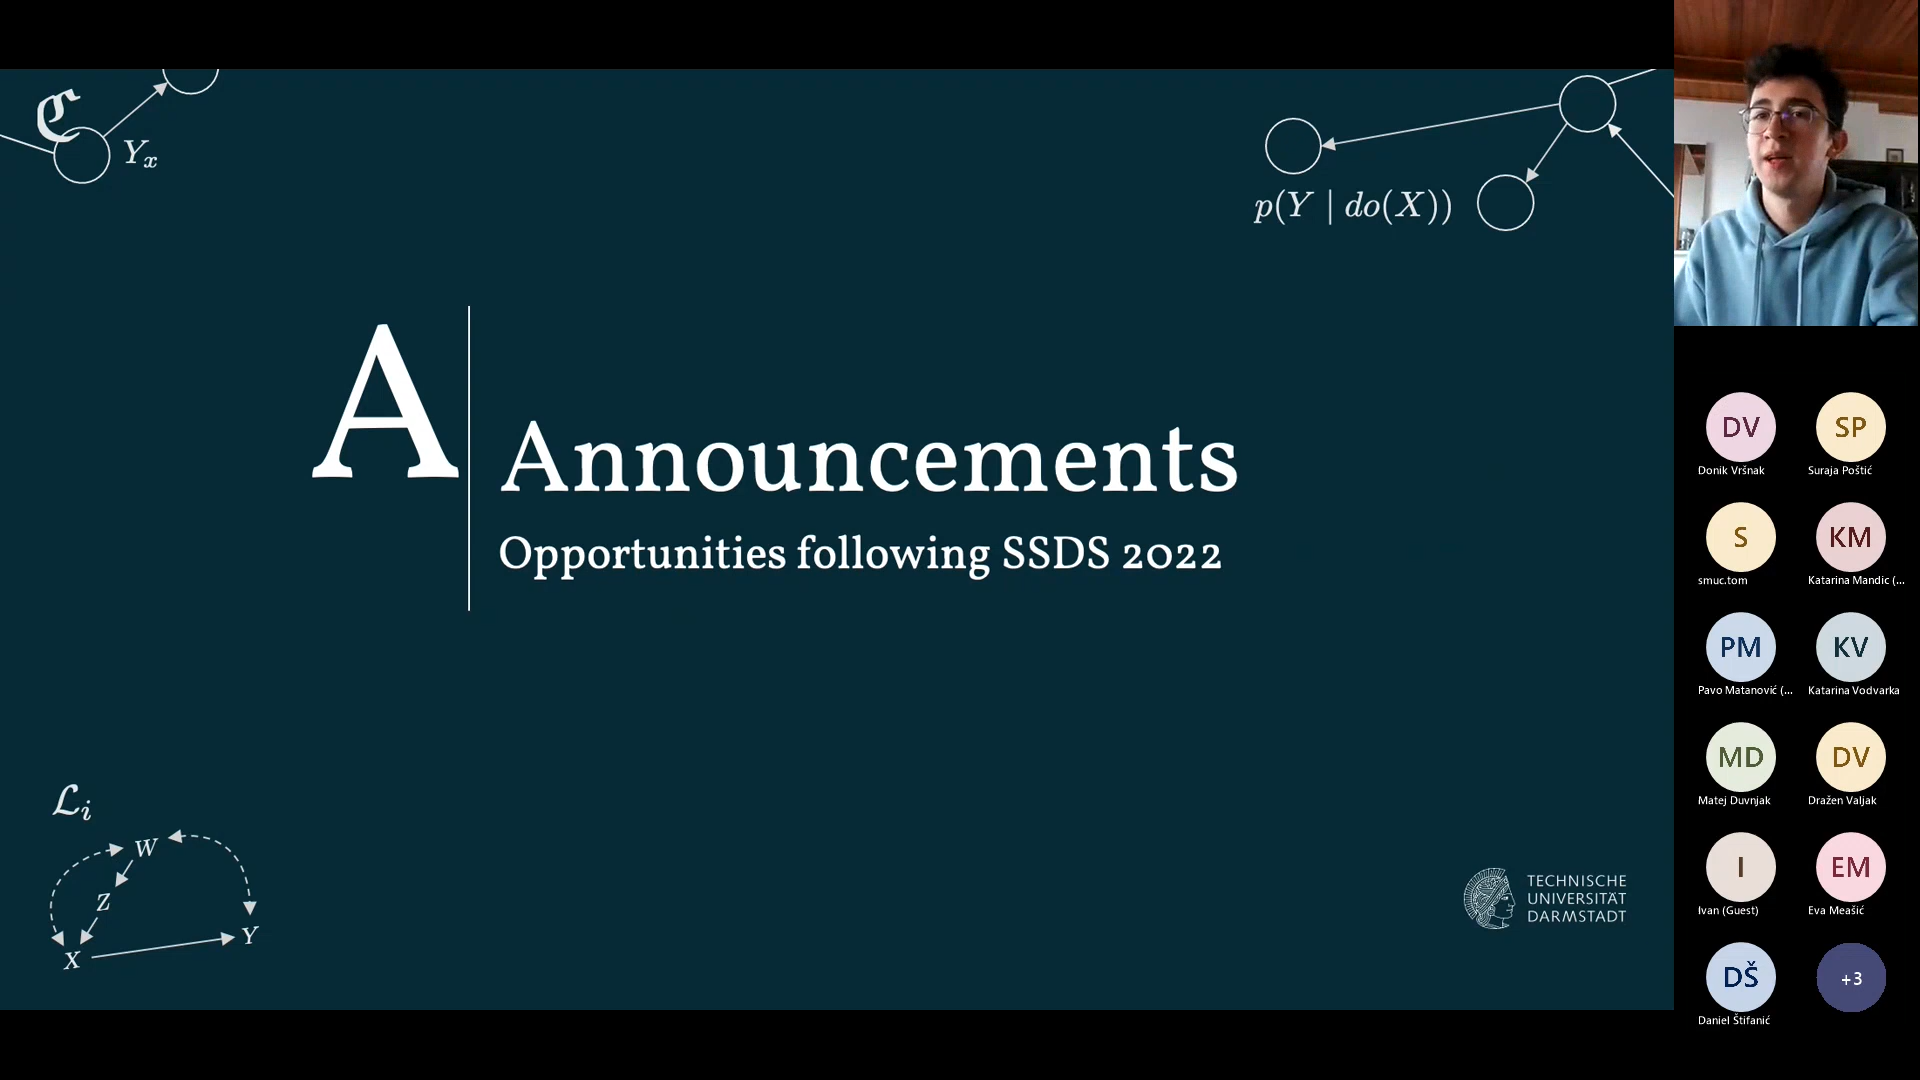 ℭ
Yₓ
p(Y | do(X))
A
Announcements
Opportunities following SSDS 2022
ℒᵢ
W
Z
X
Y
TECHNISCHE
UNIVERSITÄT
DARMSTADT
DV
SP
Donik Vršnak
Suraja Poštić
S
KM
smuc.tom
Katarina Mandic (...
PM
KV
Pavo Matanović (...
Katarina Vodvarka
MD
DV
Matej Duvnjak
Dražen Valjak
I
EM
Ivan (Guest)
Eva Meašić
DŠ
+3
Daniel Štifanić